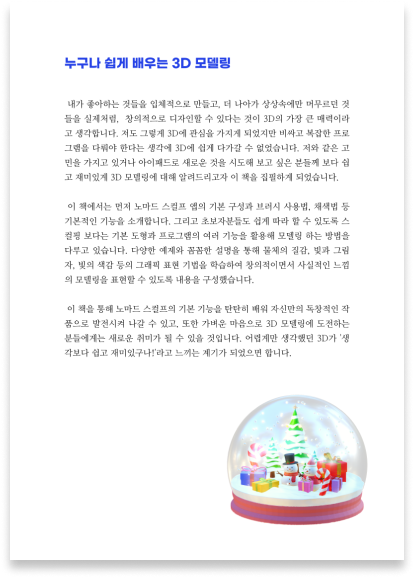 누구나 쉽게 배우는 3D 모델링
내가 좋아하는 것들을 입체적으로 만들고, 더 나아가 상상속에만 머무르던 것
들을 실제처럼, 창의적으로 디자인할 수 있다는 것이 3D의 가장 큰 매력이라
고 생각합니다. 저도 그렇게 3D에 관심을 가지게 되었지만 비싸고 복잡한 프로
그램을 다뤄야 한다는 생각에 3D에 쉽게 다가갈 수 없었습니다. 저와 같은 고
민을 가지고 있거나 아이패드로 새로운 것을 시도해 보고 싶은 분들께 보다 쉽
고 재미있게 3D 모델링에 대해 알려드리고자 이 책을 집필하게 되었습니다.
이 책에서는 먼저 노마드 스컬프 앱의 기본 구성과 브러시 사용법, 채색법 등
기본적인 기능을 소개합니다. 그리고 초보자분들도 쉽게 따라 할 수 있도록 스
컬핑 보다는 기본 도형과 프로그램의 여러 기능을 활용해 모델링 하는 방법을
다루고 있습니다. 다양한 예제와 꼼꼼한 설명을 통해 물체의 질감, 빛과 그림
자, 빛의 색감 등의 그래픽 표현 기법을 학습하여 창의적이면서 사실적인 느낌
의 모델링을 표현할 수 있도록 내용을 구성했습니다.
이 책을 통해 노마드 스컬프의 기본 기능을 탄탄히 배워 자신만의 독창적인 작
품으로 발전시켜 나갈 수 있고, 또한 가벼운 마음으로 3D 모델링에 도전하는
분들에게는 새로운 취미가 될 수 있을 것입니다. 어렵게만 생각했던 3D가 '생
각보다 쉽고 재미있구나!'라고 느끼는 계기가 되었으면 합니다.